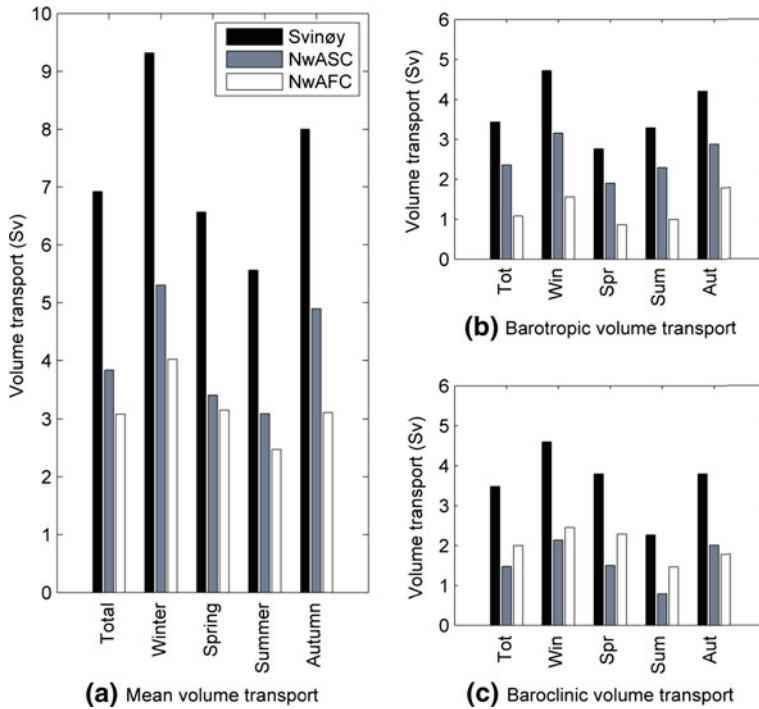 10
9
8
7
6
5
4
3
2
1
0
Volume transport (Sv)
Svinøy
NwASC
NwAFC
Total
Winter
Spring
Summer
Autumn
(a) Mean volume transport
6
5
4
3
2
1
0
Volume transport (Sv)
Tot
Win
Spr
Sum
Aut
(b) Barotropic volume transport
6
5
4
3
2
1
0
Volume transport (Sv)
Tot
Win
Spr
Sum
Aut
(c) Baroclinic volume transport